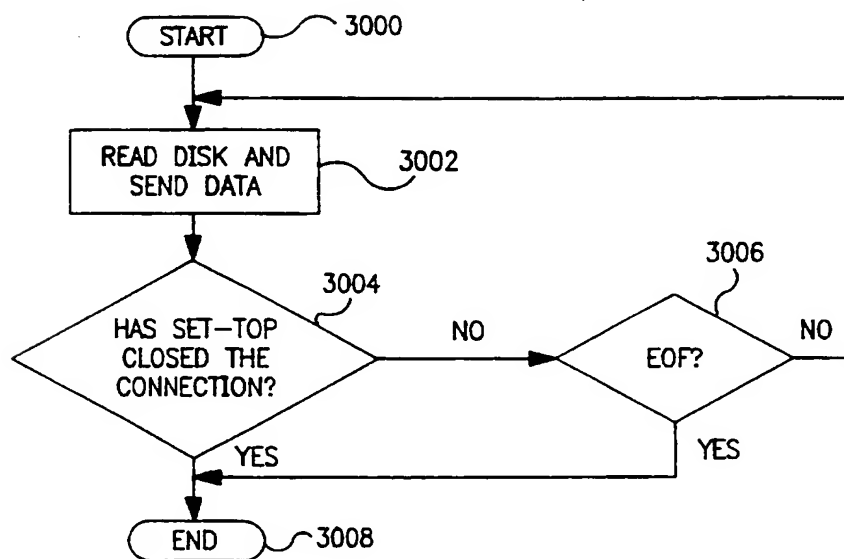 START
3000
READ DISK AND
SEND DATA
3002
HAS SET-TOP
CLOSED THE
CONNECTION?
3004
NO
EOF?
3006
NO
YES
YES
END
3008